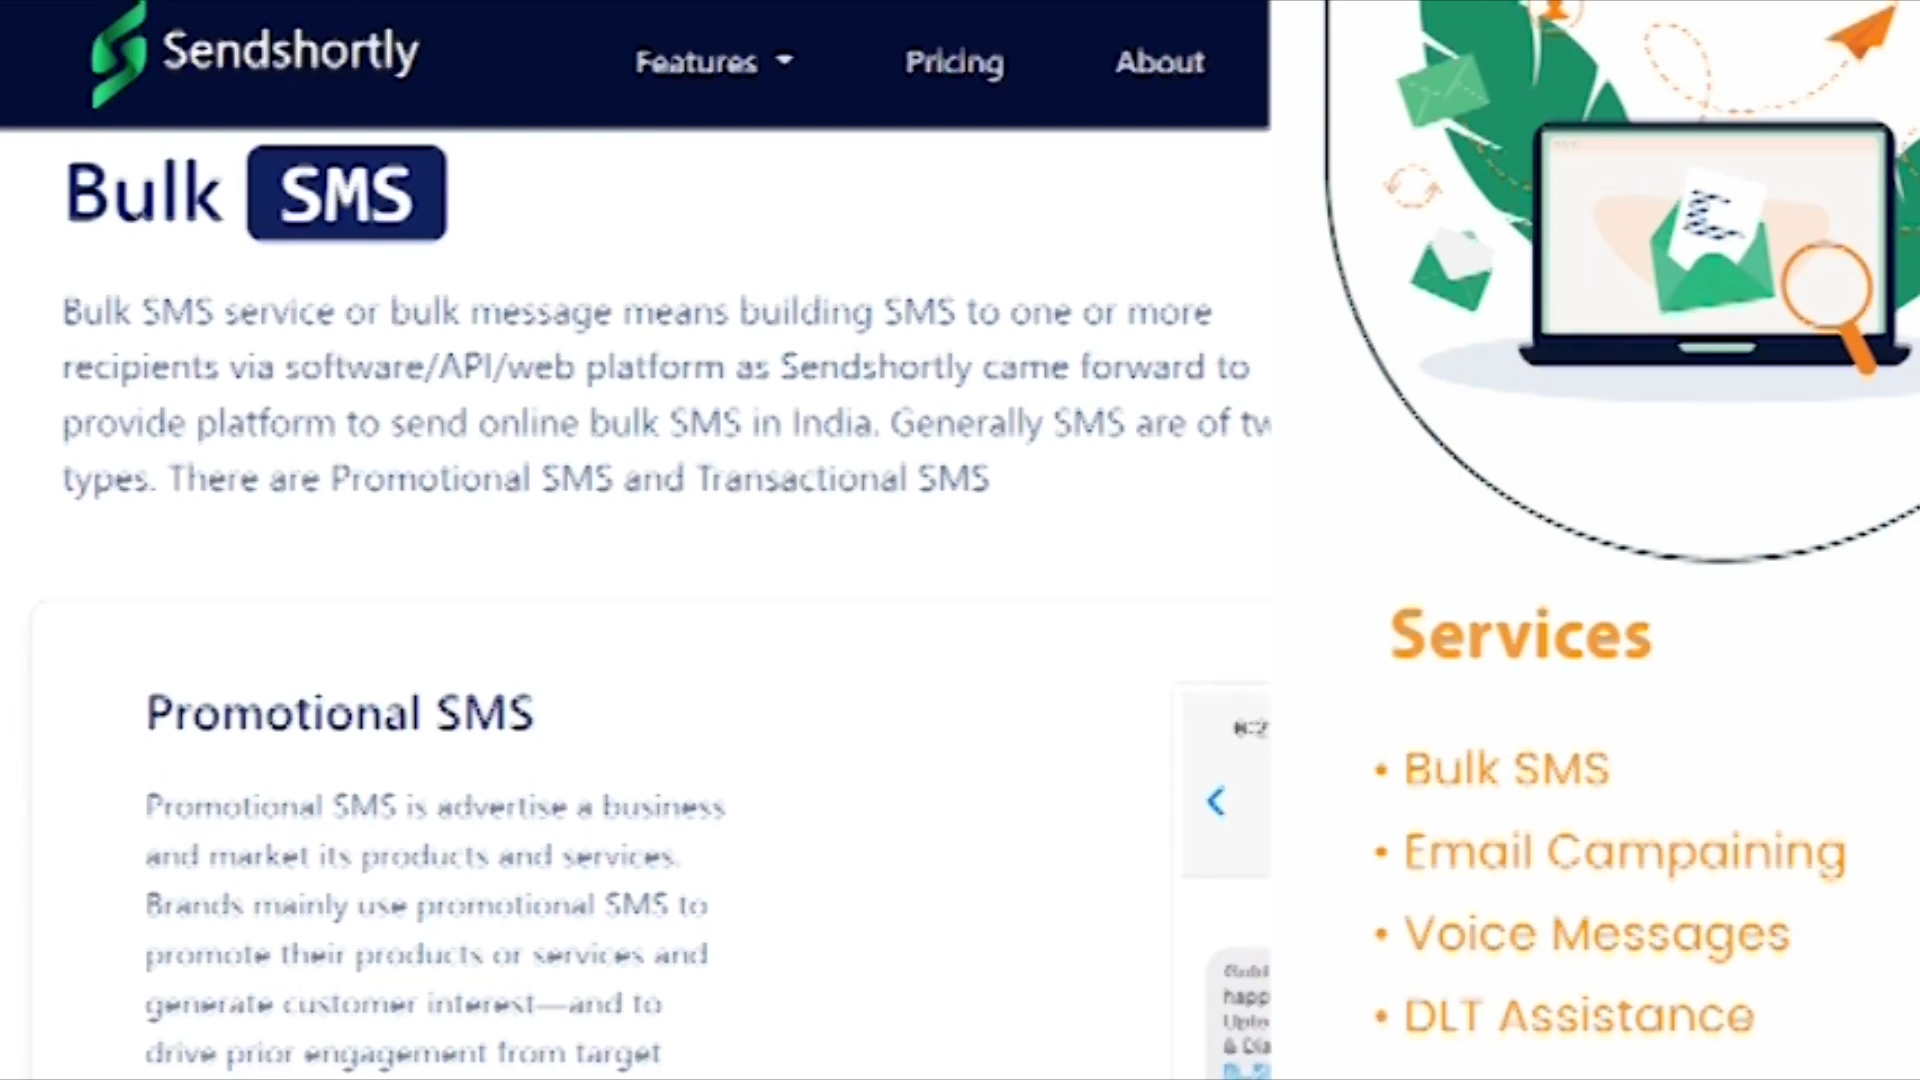 Sendshortly
Features
Pricing
About
Bulk SMS
Bulk SMS service or bulk message means building SMS to one or more
recipients via software/API/web platform as Sendshortly came forward to
provide platform to send online bulk SMS in India. Generally SMS are of tw
types. There are Promotional SMS and Transactional SMS
Promotional SMS
Promotional SMS is advertise a business
and market its products and services.
Brands mainly use promotional SMS to
promote their products or services and
generate customer interest—and to
drive prior engagement from target
happ
& Dia
Services
• Bulk SMS
• Email Campaining
• Voice Messages
• DLT Assistance